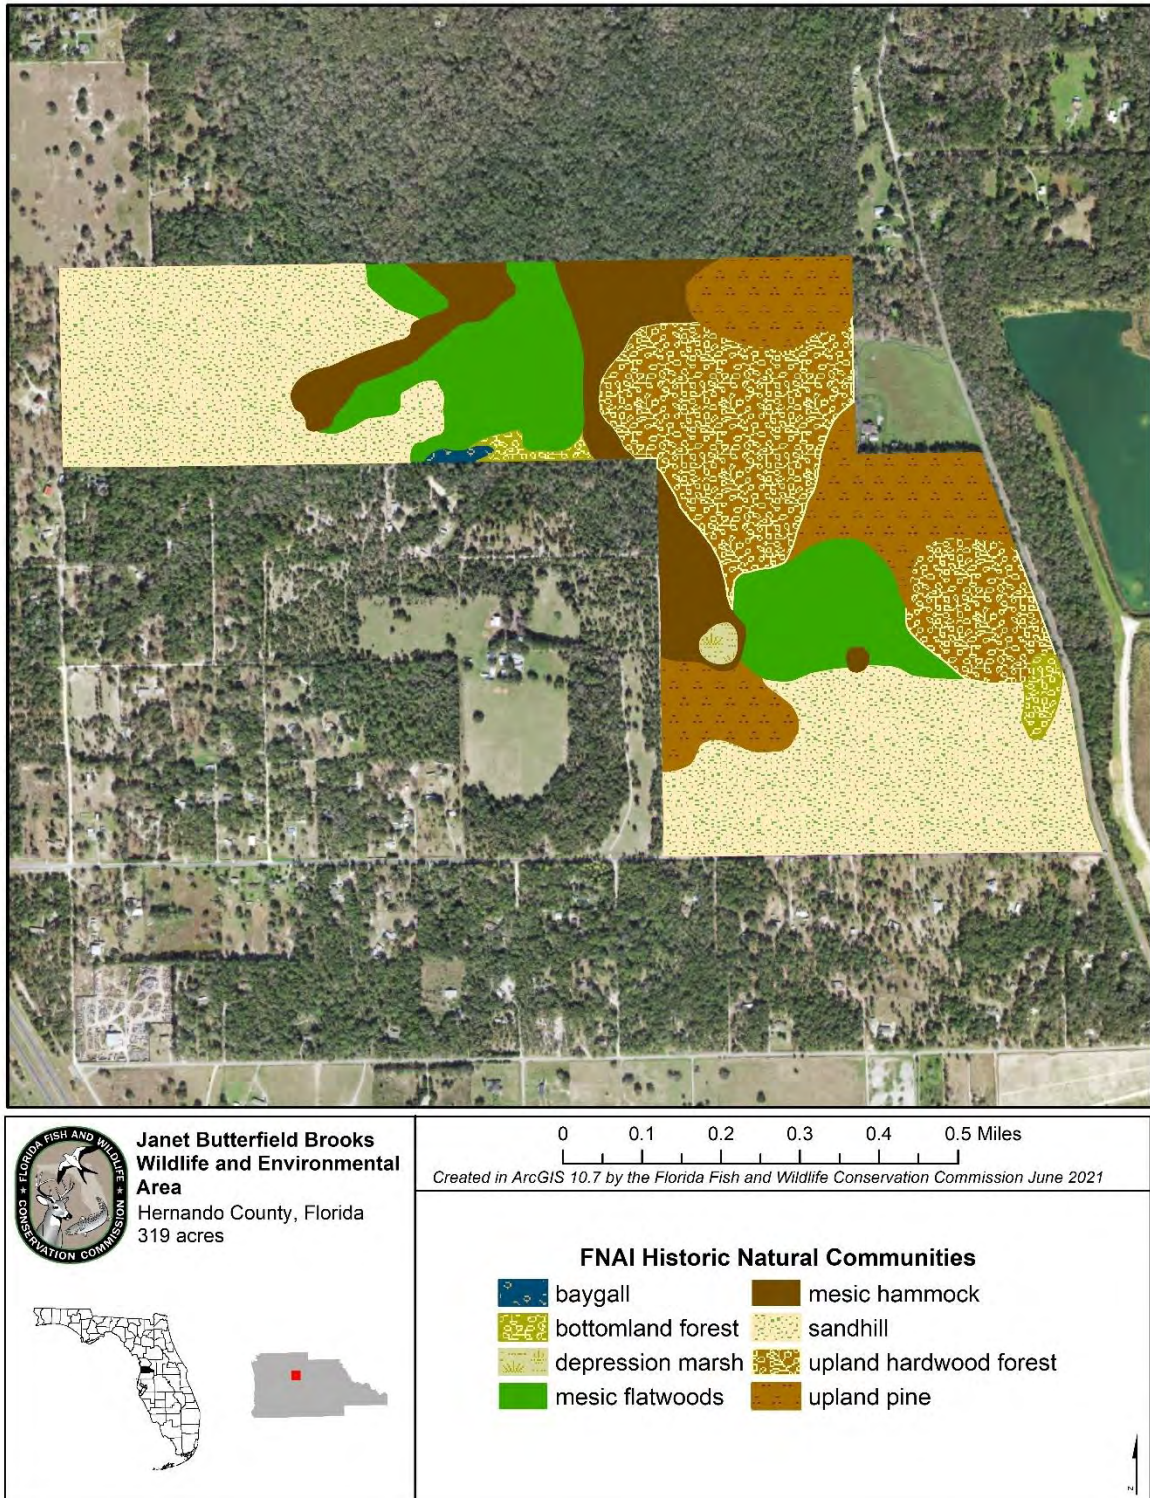 FLORIDA FISH AND WILDLIFE
CONSERVATION COMMISSION
Janet Butterfield Brooks
Wildlife and Environmental
Area
Hernando County, Florida
319 acres
0 0.1 0.2 0.3 0.4 0.5 Miles
Created in ArcGIS 10.7 by the Florida Fish and Wildlife Conservation Commission June 2021
FNAI Historic Natural Communities
baygall
bottomland forest
depression marsh
mesic flatwoods
mesic hammock
sandhill
upland hardwood forest
upland pine
N